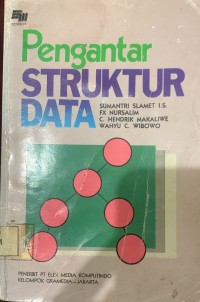 Pengantar
STRUKTUR
DATA
SUMANTRI SLAMET I.S.
FX NURSALIM
C. HENDRIK MAKALIWE
WAHYU C. WIBOWO
PENERBIT PT ELEX MEDIA KOMPUTINDO
KELOMPOK GRAMEDIA-JAKARTA